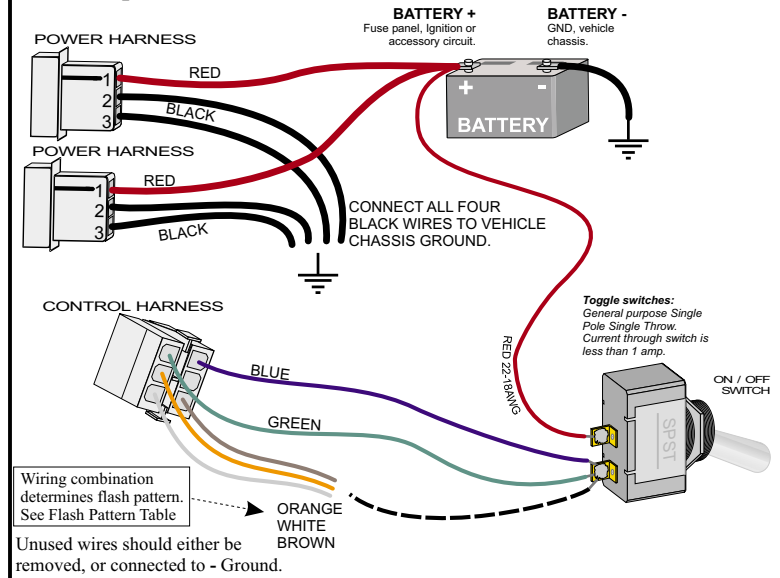 BATTERY +
Fuse panel, Ignition or
accessory circuit.
BATTERY -
GND, vehicle
chassis.
POWER HARNESS
1
2
3
RED
BLACK
+ -
BATTERY
POWER HARNESS
1
2
3
RED
BLACK
CONNECT ALL FOUR
BLACK WIRES TO VEHICLE
CHASSIS GROUND.
CONTROL HARNESS
BLUE
GREEN
RED 22-18AWG
Toggle switches:
General purpose Single
Pole Single Throw.
Current through switch is
less than 1 amp.
ON / OFF
SWITCH
SPST
Wiring combination
determines flash pattern.
See Flash Pattern Table
ORANGE
WHITE
BROWN
Unused wires should either be
removed, or connected to - Ground.